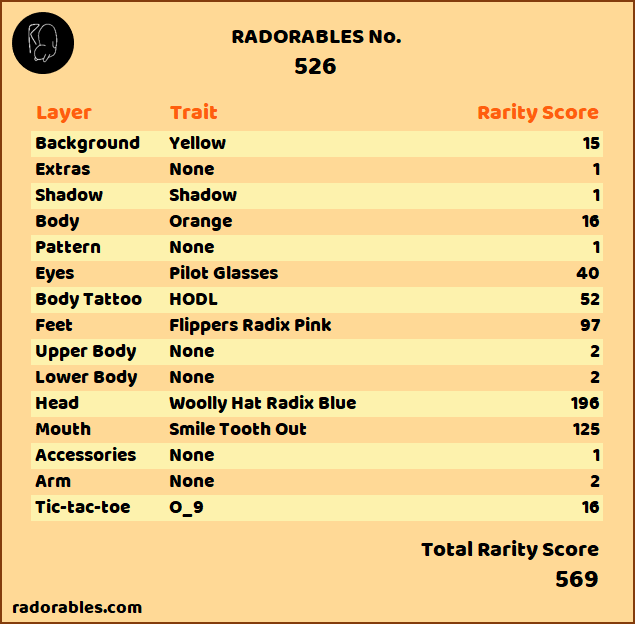 RADORABLES No.
526
Layer Trait Rarity Score
Background Yellow 15
Extras None 1
Shadow Shadow 1
Body Orange 16
Pattern None 1
Eyes Pilot Glasses 40
Body Tattoo HODL 52
Feet Flippers Radix Pink 97
Upper Body None 2
Lower Body None 2
Head Woolly Hat Radix Blue 196
Mouth Smile Tooth Out 125
Accessories None 1
Arm None 2
Tic-tac-toe O_9 16
Total Rarity Score
569
radorables.com